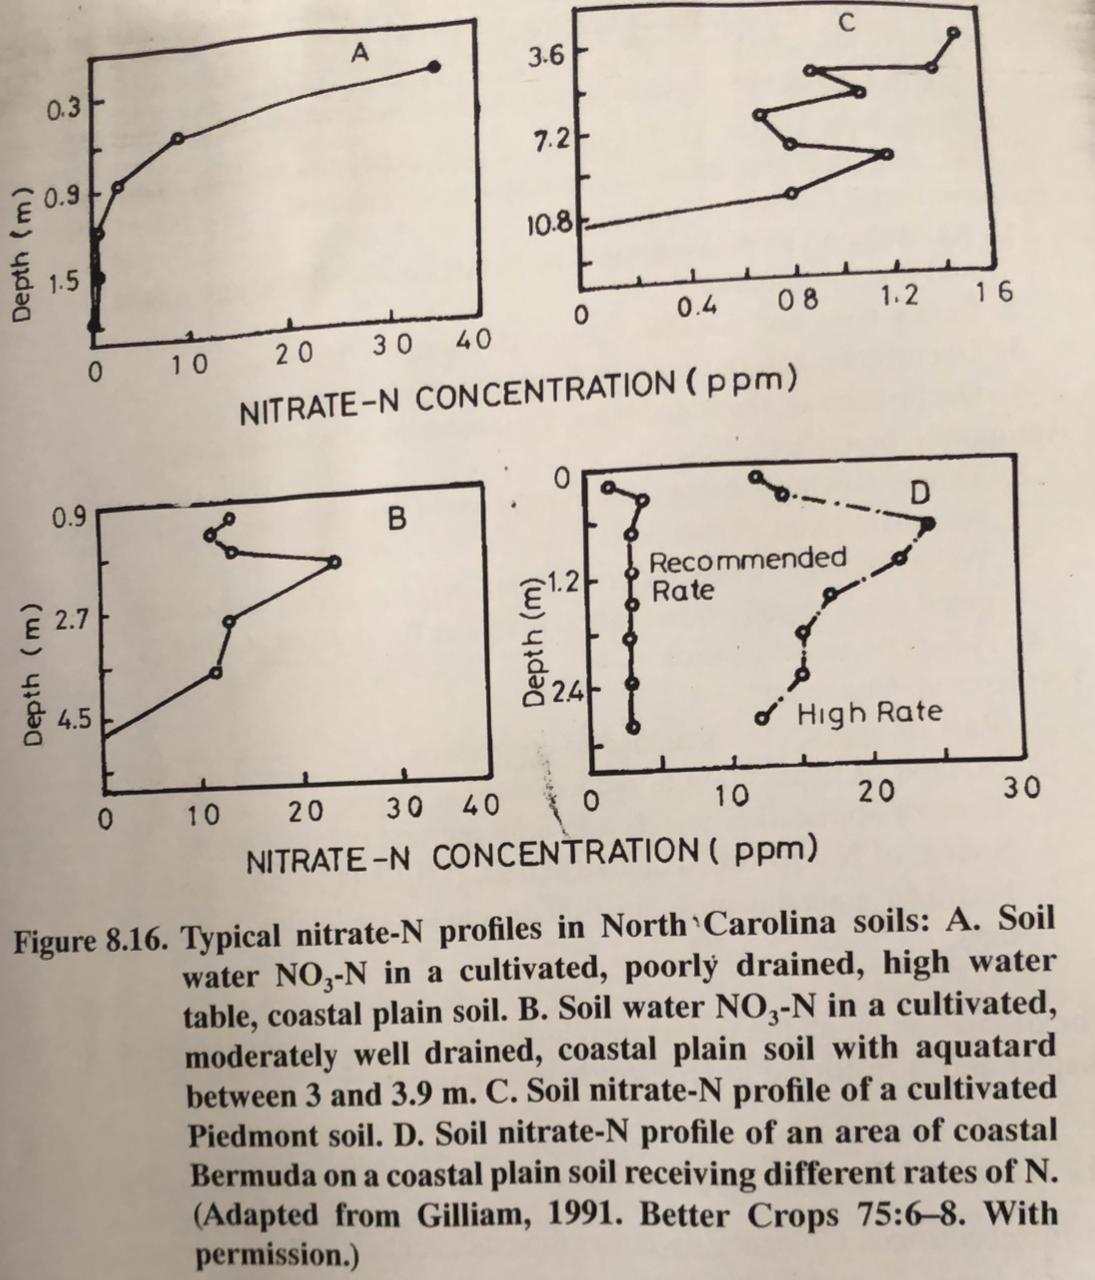 A
0.3
0.9
1.5
Depth (m)
0 10 20 30 40
C
3.6
7.2
10.8
0 0.4 0 8 1.2 1 6
NITRATE-N CONCENTRATION ( ppm)
B
0.9
2.7
4.5
Depth (m)
0 10 20 30 40
D
0
1.2
2.4
Depth (m)
Recommended
Rate
High Rate
0 10 20 30
NITRATE-N CONCENTRATION ( ppm)
Figure 8.16. Typical nitrate-N profiles in North Carolina soils: A. Soil
water NO₃-N in a cultivated, poorly drained, high water
table, coastal plain soil. B. Soil water NO₃-N in a cultivated,
moderately well drained, coastal plain soil with aquatard
between 3 and 3.9 m. C. Soil nitrate-N profile of a cultivated
Piedmont soil. D. Soil nitrate-N profile of an area of coastal
Bermuda on a coastal plain soil receiving different rates of N.
(Adapted from Gilliam, 1991. Better Crops 75:6–8. With
permission.)